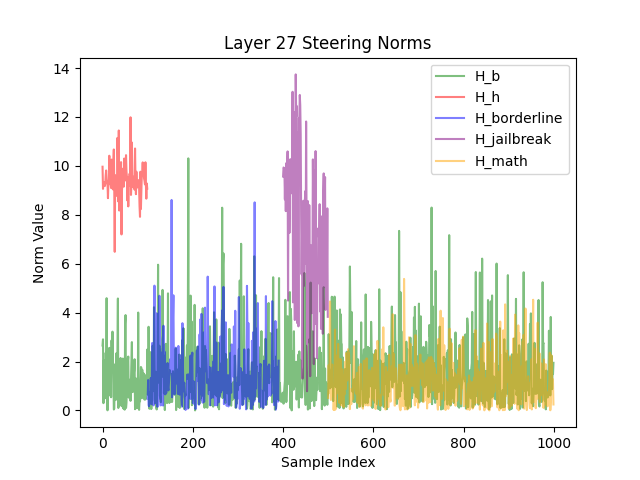 Layer 27 Steering Norms
14
12
10
8
6
4
2
0
Norm Value
H_b
H_h
H_borderline
H_jailbreak
H_math
0 200 400 600 800 1000
Sample Index